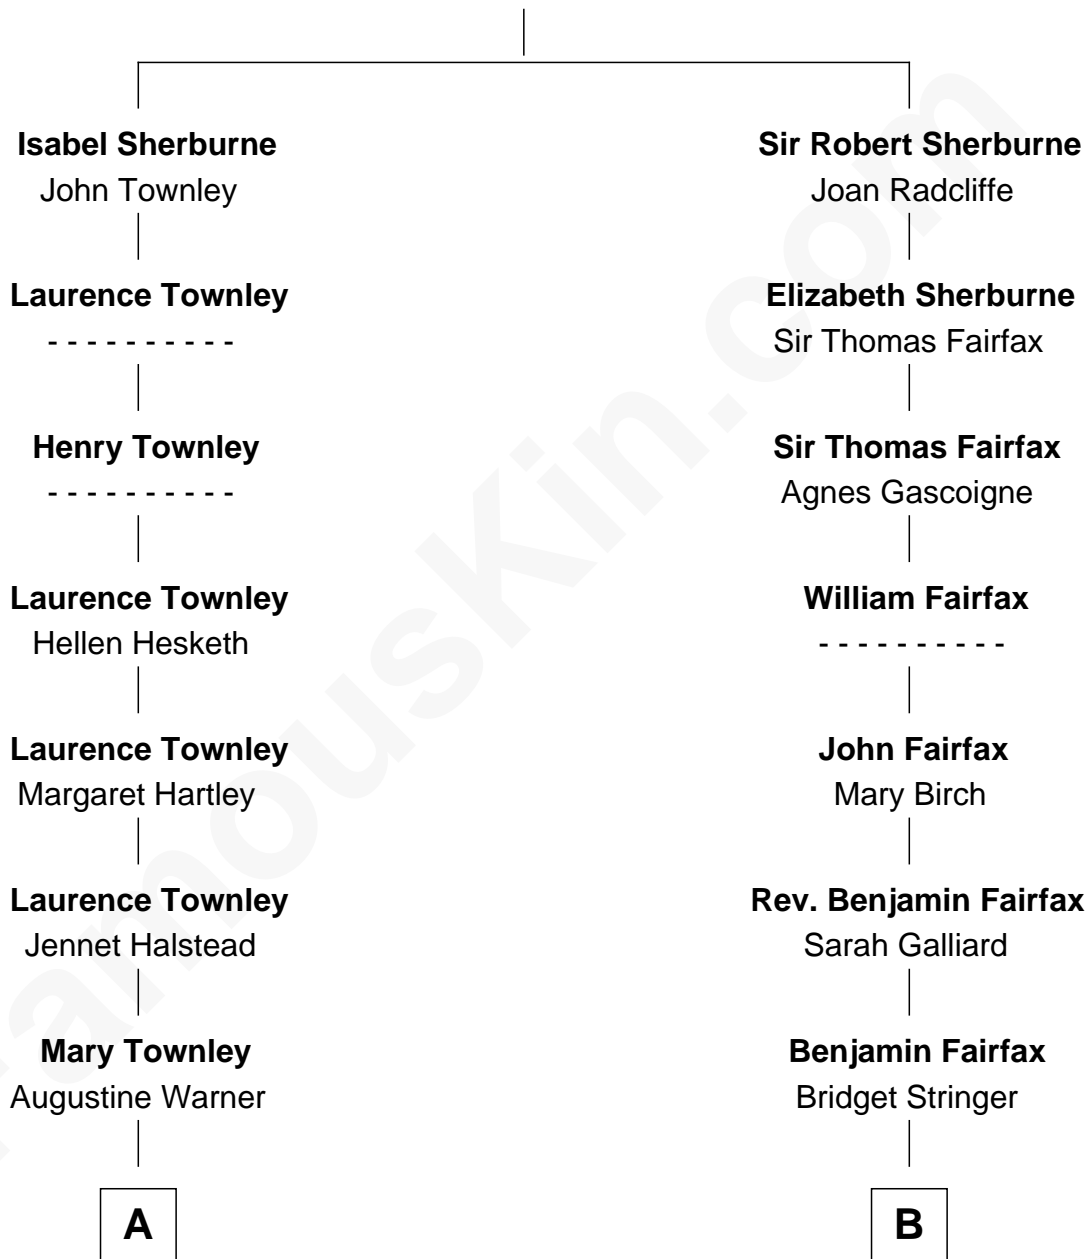 Isabel Sherburne
John Townley
Laurence Townley
- - - - - - - - - -
Henry Townley
- - - - - - - - - -
Laurence Townley
Hellen Hesketh
Laurence Townley
Margaret Hartley
Laurence Townley
Jennet Halstead
Mary Townley
Augustine Warner
A
Sir Robert Sherburne
Joan Radcliffe
Elizabeth Sherburne
Sir Thomas Fairfax
Sir Thomas Fairfax
Agnes Gascoigne
William Fairfax
- - - - - - - - - -
John Fairfax
Mary Birch
Rev. Benjamin Fairfax
Sarah Galliard
Benjamin Fairfax
Bridget Stringer
B
FamousKin.com